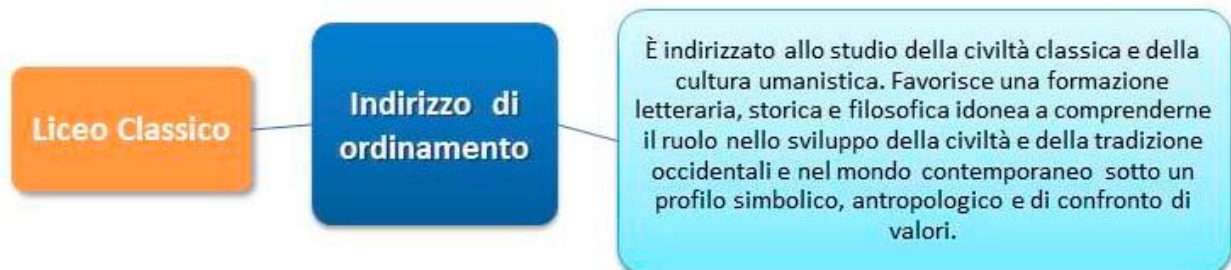 Liceo Classico
Indirizzo di
ordinamento
È indirizzato allo studio della civiltà classica e della
cultura umanistica. Favorisce una formazione
letteraria, storica e filosofica idonea a comprenderne
il ruolo nello sviluppo della civiltà e della tradizione
occidentali e nel mondo contemporaneo sotto un
profilo simbolico, antropologico e di confronto di
valori.